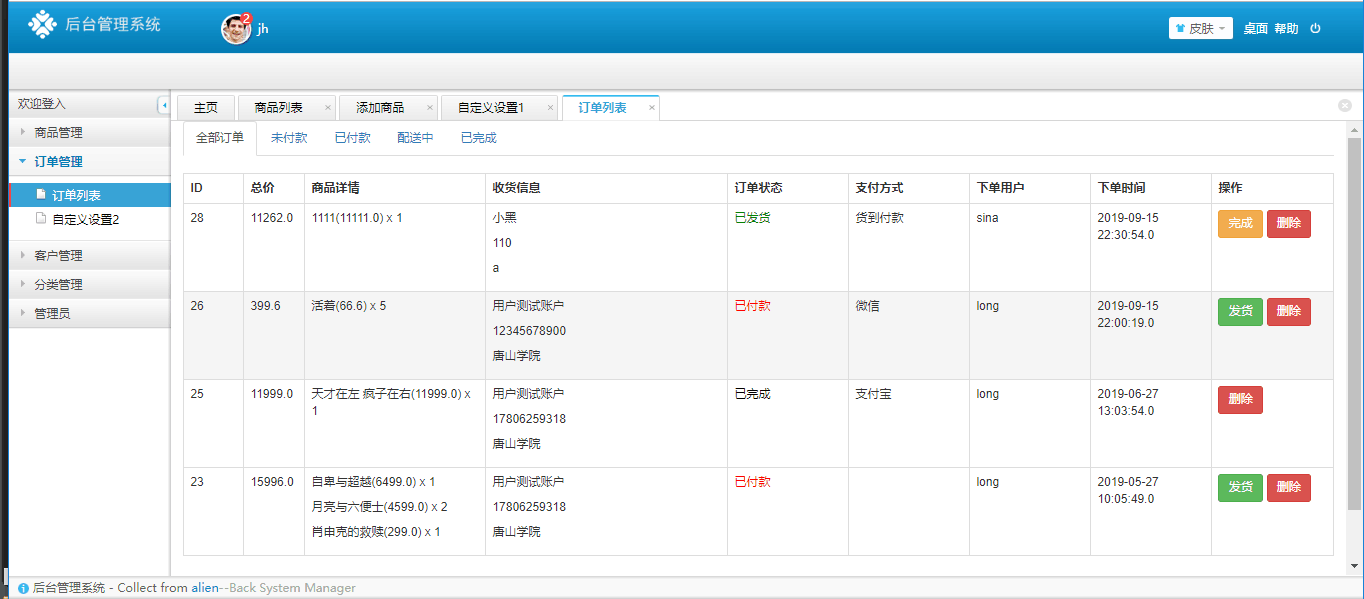 后台管理系统
2
jh
皮肤
桌面 帮助
欢迎登入
主页 商品列表 × 添加商品 × 自定义设置1 × 订单列表 ×
商品管理
订单管理
订单列表
自定义设置2
客户管理
分类管理
管理员
全部订单 未付款 已付款 配送中 已完成
ID 总价 商品详情 收货信息 订单状态 支付方式 下单用户 下单时间 操作
28 11262.0 1111(11111.0) x 1 小黑 已发货 货到付款 sina 2019-09-15 完成 删除
22:30:54.0
110
a
26 399.6 活着(66.6) x 5 用户测试账户 已付款 微信 long 2019-09-15 发货 删除
22:00:19.0
12345678900
唐山学院
25 11999.0 天才在左 疯子在右(11999.0) x 用户测试账户 已完成 支付宝 long 2019-06-27 删除
1 13:03:54.0
17806259318
唐山学院
23 15996.0 自卑与超越(6499.0) x 1 用户测试账户 已付款 long 2019-05-27 发货 删除
10:05:49.0
月亮与六便士(4599.0) x 2 17806259318
肖申克的救赎(299.0) x 1 唐山学院
后台管理系统 - Collect from alien--Back System Manager